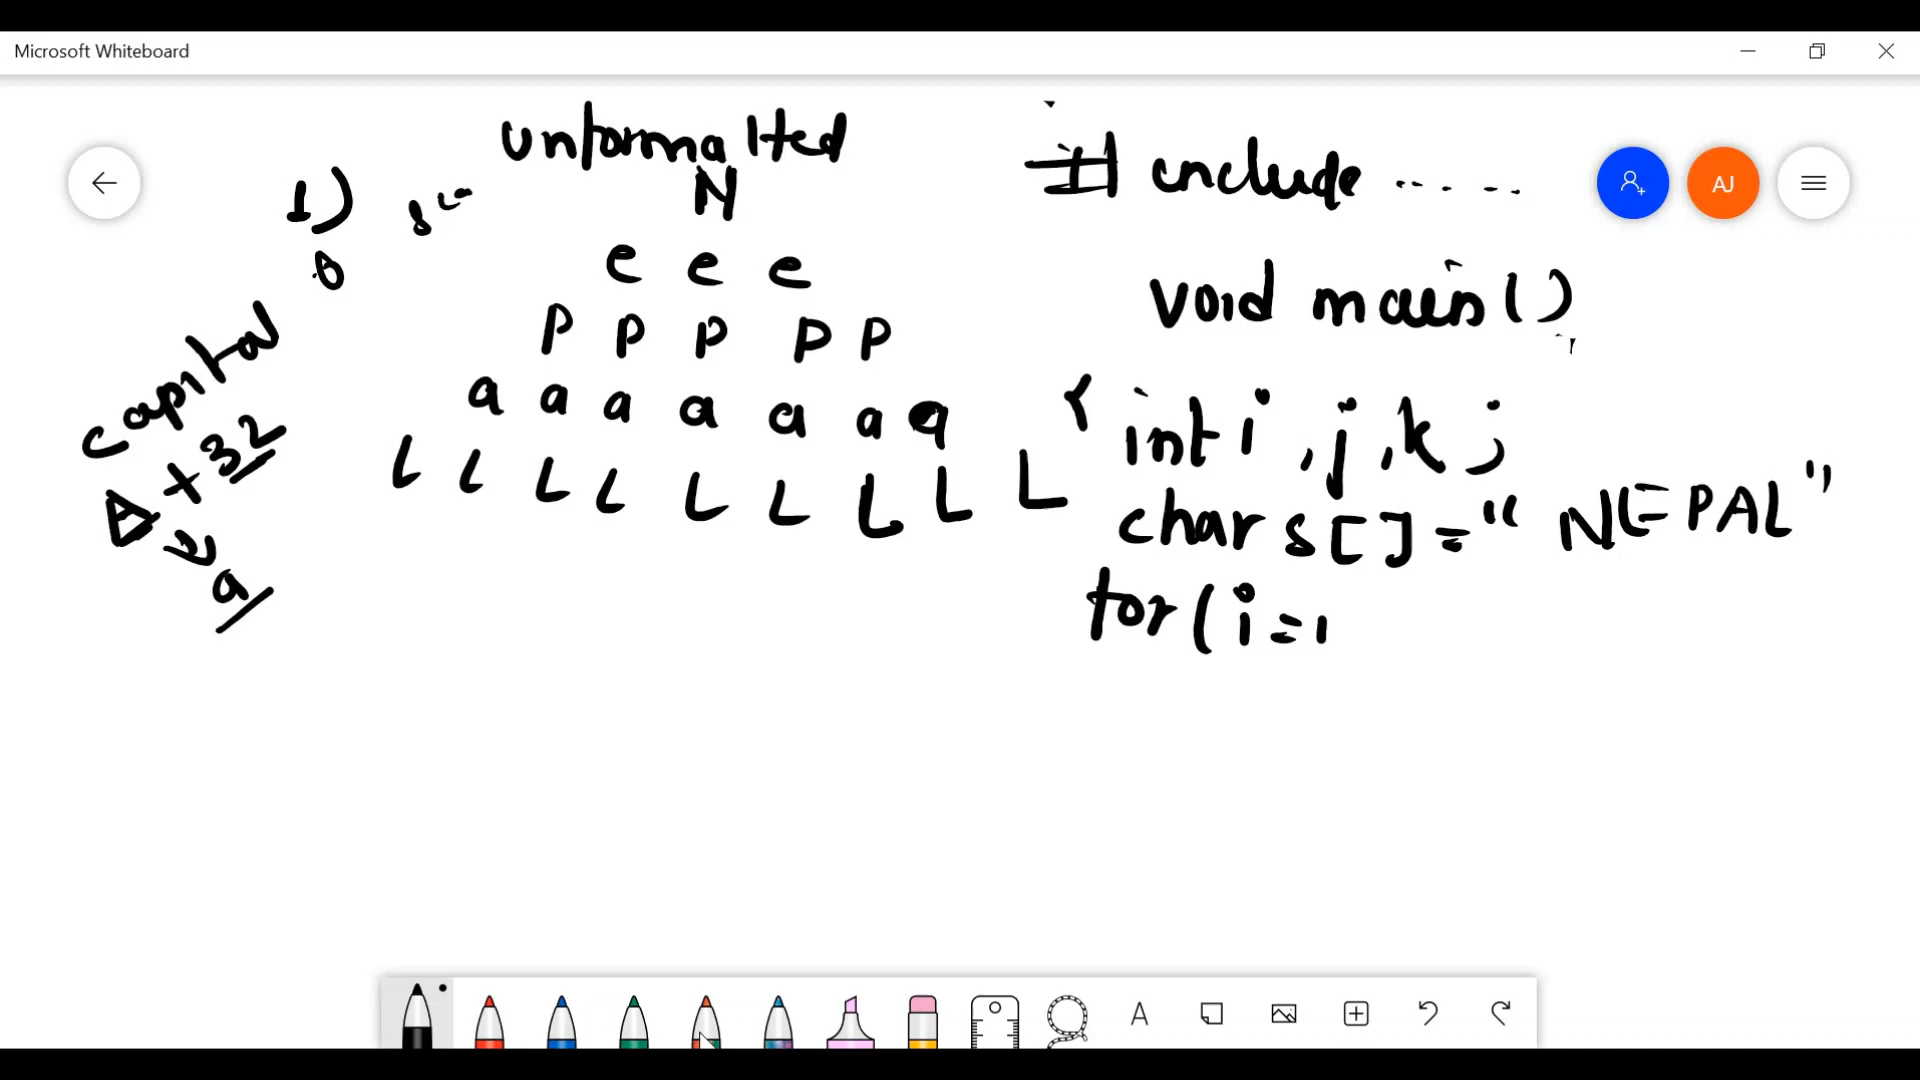 Microsoft Whiteboard
unformatted
1)
N
e e e
p p p p p
a a a a a a a
L L L L L L L L L
capital
A + 32
a
# include ...... 
void main()
{ int i , j , k ;
char s[ ] = " NEPAL "
for ( i = 1
AJ
A